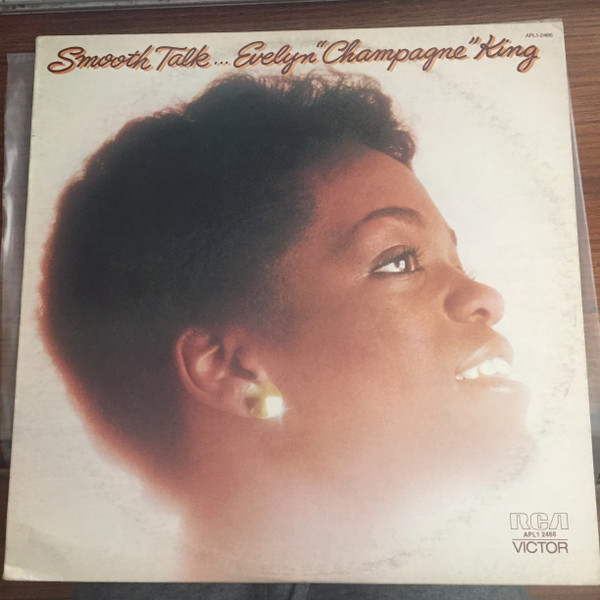 APL1-2466
Smooth Talk... Evelyn "Champagne" King
RCA
APL1 2466
VICTOR